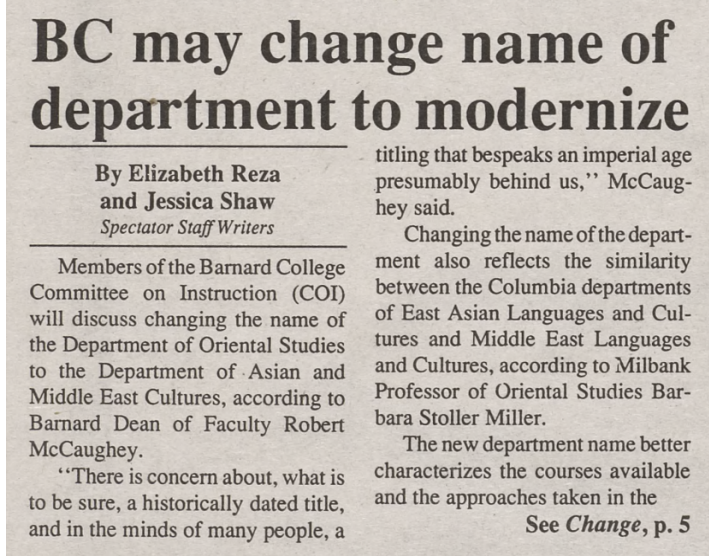 BC may change name of
department to modernize
By Elizabeth Reza
and Jessica Shaw
Spectator Staff Writers
Members of the Barnard College
Committee on Instruction (COI)
will discuss changing the name of
the Department of Oriental Studies
to the Department of Asian and
Middle East Cultures, according to
Barnard Dean of Faculty Robert
McCaughey.
‘‘There is concern about, what is
to be sure, a historically dated title,
and in the minds of many people, a
titling that bespeaks an imperial age
presumably behind us,’’ McCaug-
hey said.
Changing the name of the depart-
ment also reflects the similarity
between the Columbia departments
of East Asian Languages and Cul-
tures and Middle East Languages
and Cultures, according to Milbank
Professor of Oriental Studies Bar-
bara Stoller Miller.
The new department name better
characterizes the courses available
and the approaches taken in the
See Change, p. 5